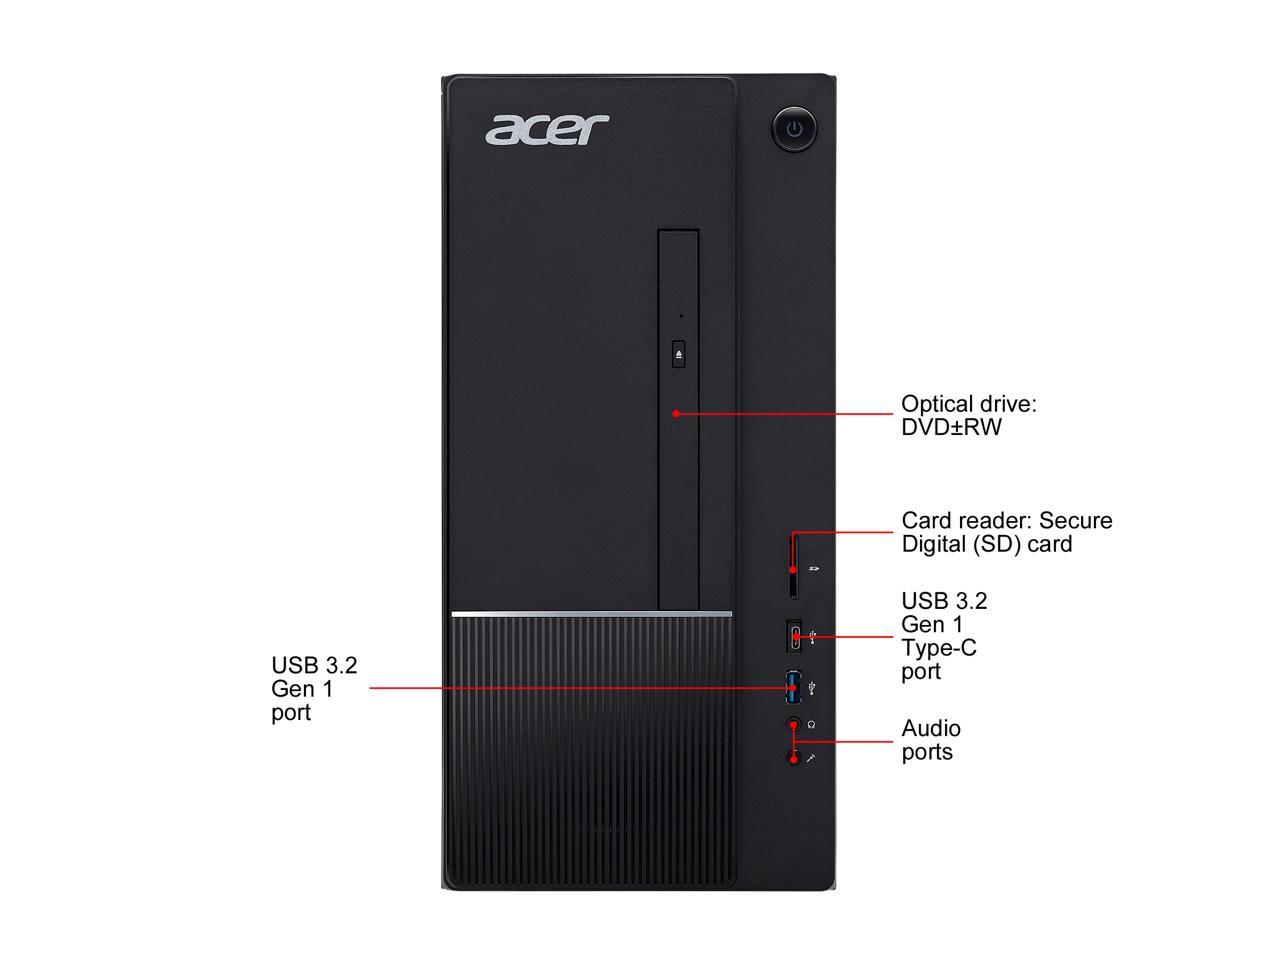 acer
Optical drive:
DVD±RW
Card reader: Secure
Digital (SD) card
USB 3.2
Gen 1
Type-C
port
USB 3.2
Gen 1
port
Audio
ports